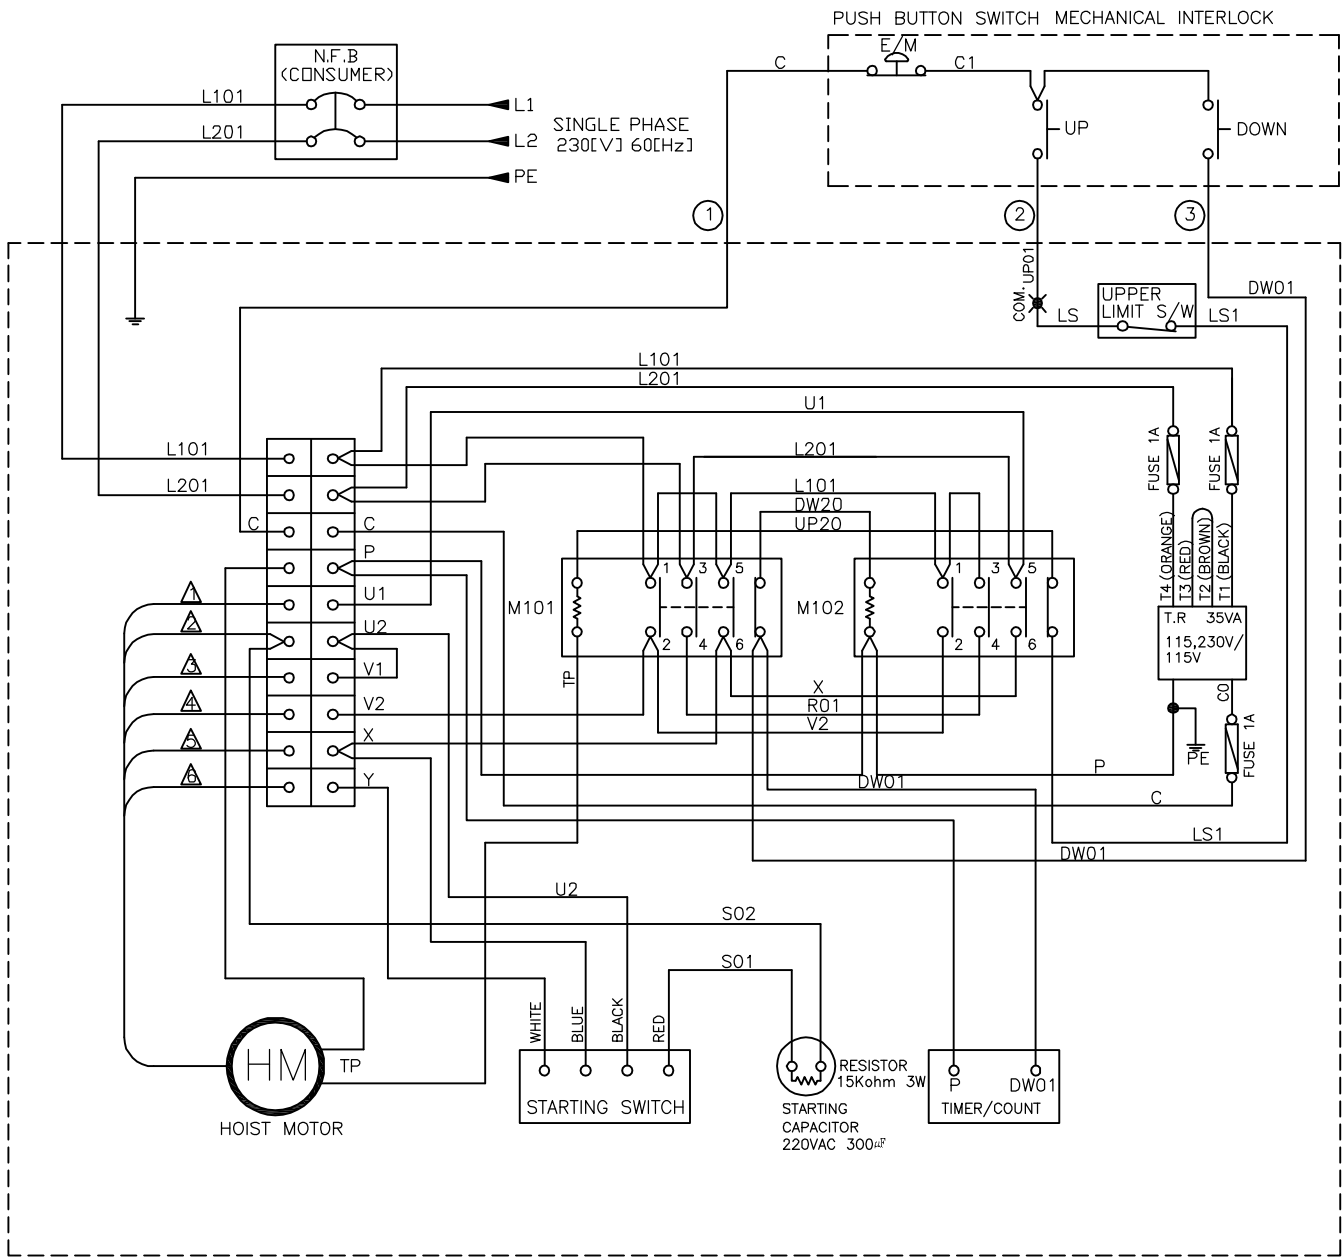 PUSH BUTTON SWITCH MECHANICAL INTERLOCK
E/M
C
C1
UP
DOWN
N.F.B
(CONSUMER)
L101
L201
L1
L2
PE
SINGLE PHASE
230[V] 60[Hz]
1
2
3
COM.
UP01
LS
UPPER
LIMIT S/W
LS1
DW01
L101
L201
U1
L101
L201
C
C
P
U1
U2
V1
V2
X
Y
1
2
3
4
5
6
L201
L101
DW20
UP20
M101
1
3
5
2
4
6
TP
M102
1
3
5
2
4
6
X
R01
V2
FUSE 1A
FUSE 1A
T4 (ORANGE)
T3 (RED)
T2 (BROWN)
T1 (BLACK)
T.R 35VA
115,230V/
115V
CO
PE
FUSE 1A
P
DW01
C
LS1
DW01
U2
S02
S01
WHITE
BLUE
BLACK
RED
STARTING SWITCH
HM
TP
HOIST MOTOR
RESISTOR
15Kohm 3W
STARTING
CAPACITOR
220VAC 300µF
P
DW01
TIMER/COUNT